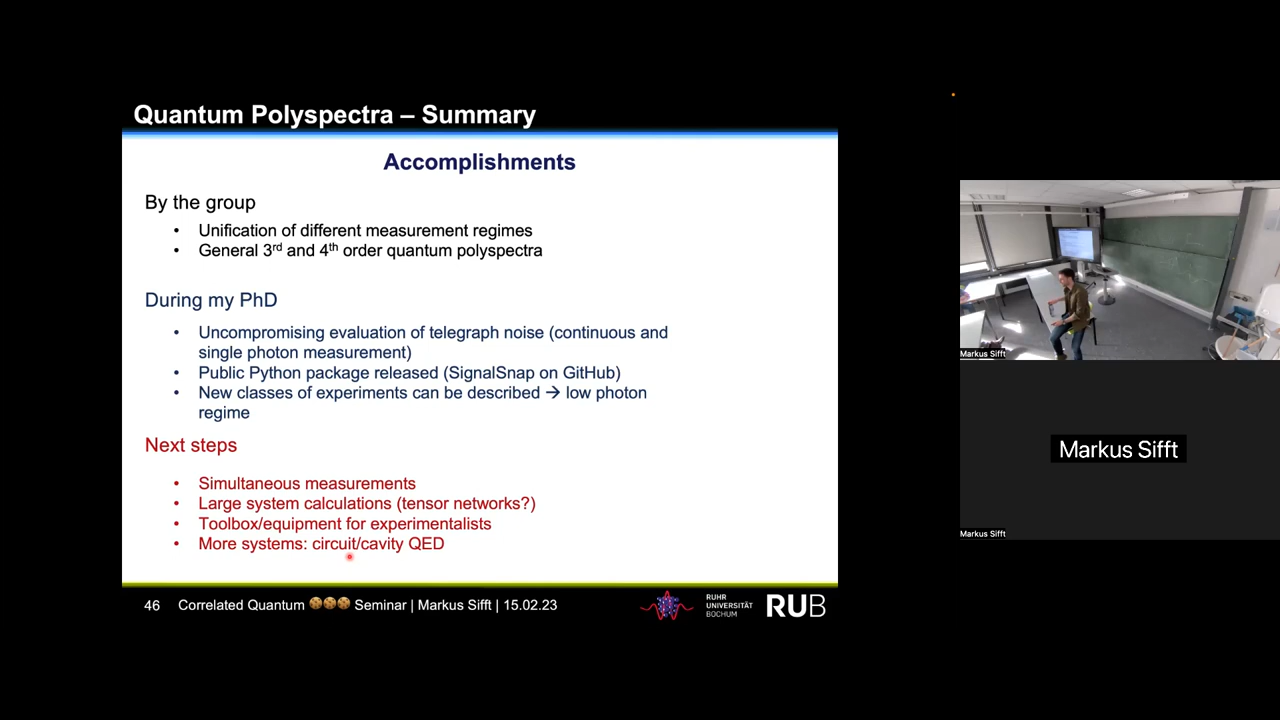 Quantum Polyspectra – Summary
Accomplishments
By the group
• Unification of different measurement regimes
• General 3rd and 4th order quantum polyspectra
During my PhD
• Uncompromising evaluation of telegraph noise (continuous and
single photon measurement)
• Public Python package released (SignalSnap on GitHub)
• New classes of experiments can be described → low photon
regime
Next steps
• Simultaneous measurements
• Large system calculations (tensor networks?)
• Toolbox/equipment for experimentalists
• More systems: circuit/cavity QED
46 Correlated Quantum 🍪🍪🍪 Seminar | Markus Sifft | 15.02.23
RUHR
UNIVERSITÄT
BOCHUM
RUB
Markus Sifft
Markus Sifft
Markus Sifft